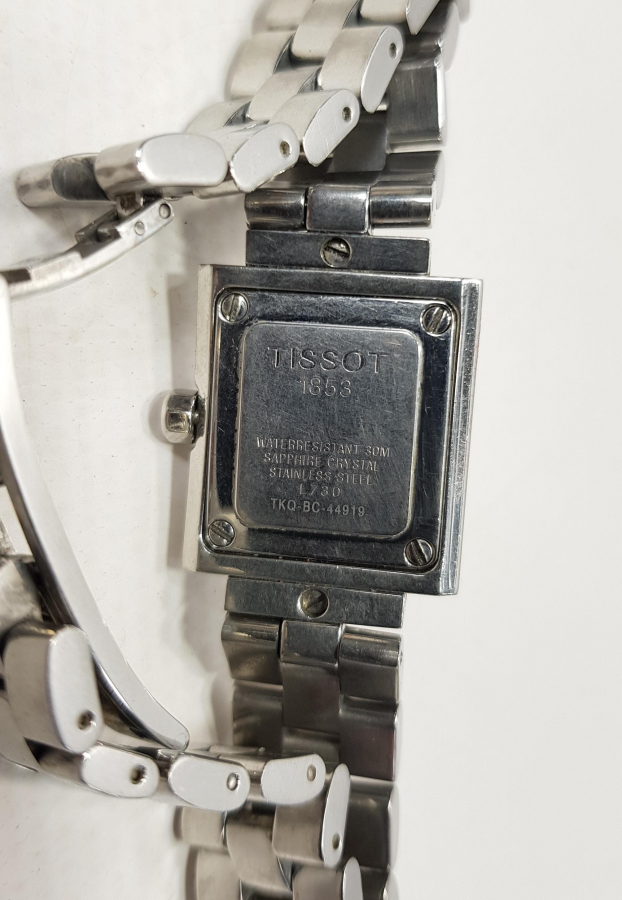 TISSOT
1853
WATERRESISTANT 30M
SAPPHIRE CRYSTAL
STAINLESS STEEL
L730
TKQ-BC-44919